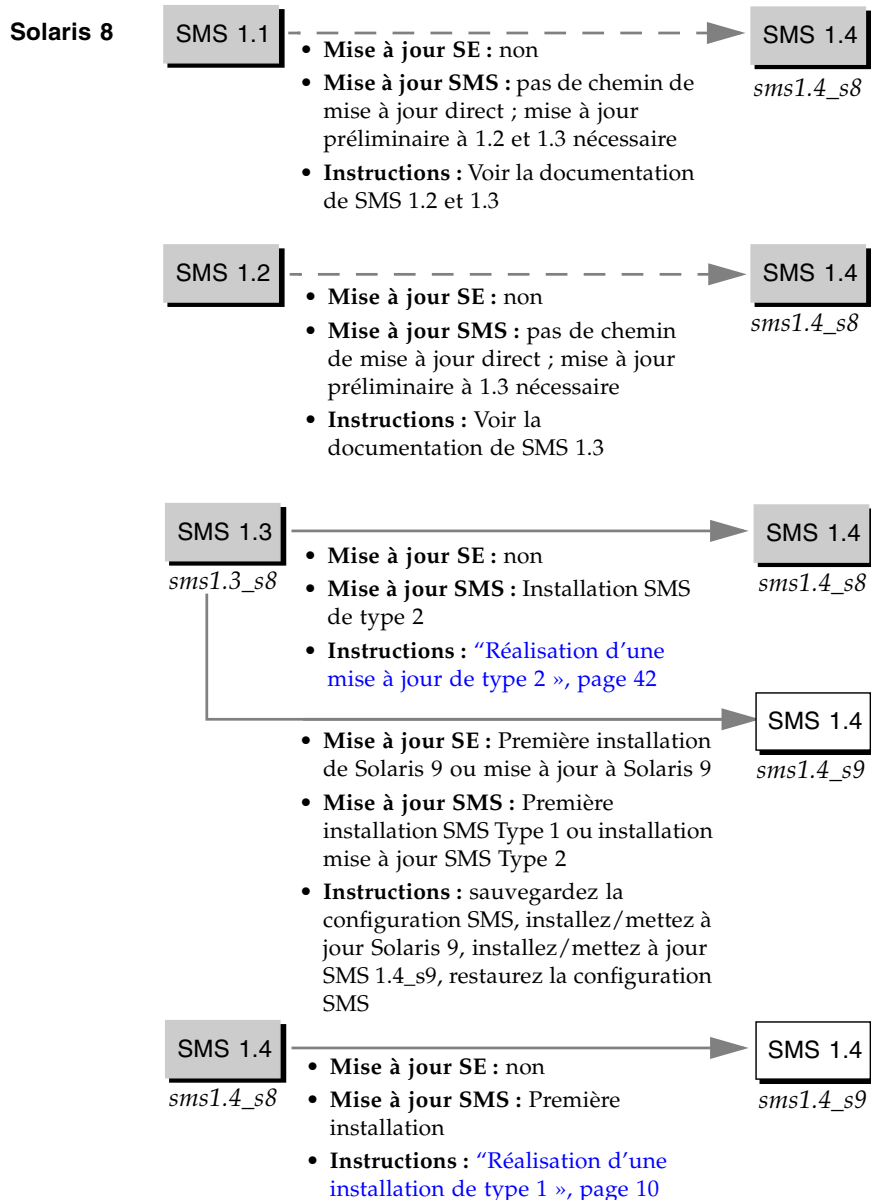 Solaris 8
SMS 1.1
SMS 1.4
sms1.4_s8
• Mise à jour SE : non
• Mise à jour SMS : pas de chemin de
mise à jour direct ; mise à jour
préliminaire à 1.2 et 1.3 nécessaire
• Instructions : Voir la documentation
de SMS 1.2 et 1.3
SMS 1.2
SMS 1.4
sms1.4_s8
• Mise à jour SE : non
• Mise à jour SMS : pas de chemin
de mise à jour direct ; mise à jour
préliminaire à 1.3 nécessaire
• Instructions : Voir la
documentation de SMS 1.3
SMS 1.3
sms1.3_s8
SMS 1.4
sms1.4_s8
• Mise à jour SE : non
• Mise à jour SMS : Installation SMS
de type 2
• Instructions : “Réalisation d'une
mise à jour de type 2 », page 42
SMS 1.4
sms1.4_s9
• Mise à jour SE : Première installation
de Solaris 9 ou mise à jour à Solaris 9
• Mise à jour SMS : Première
installation SMS Type 1 ou installation
mise à jour SMS Type 2
• Instructions : sauvegardez la
configuration SMS, installez/mettez à
jour Solaris 9, installez/mettez à jour
SMS 1.4_s9, restaurez la configuration
SMS
SMS 1.4
sms1.4_s8
SMS 1.4
sms1.4_s9
• Mise à jour SE : non
• Mise à jour SMS : Première
installation
• Instructions : “Réalisation d'une
installation de type 1 », page 10